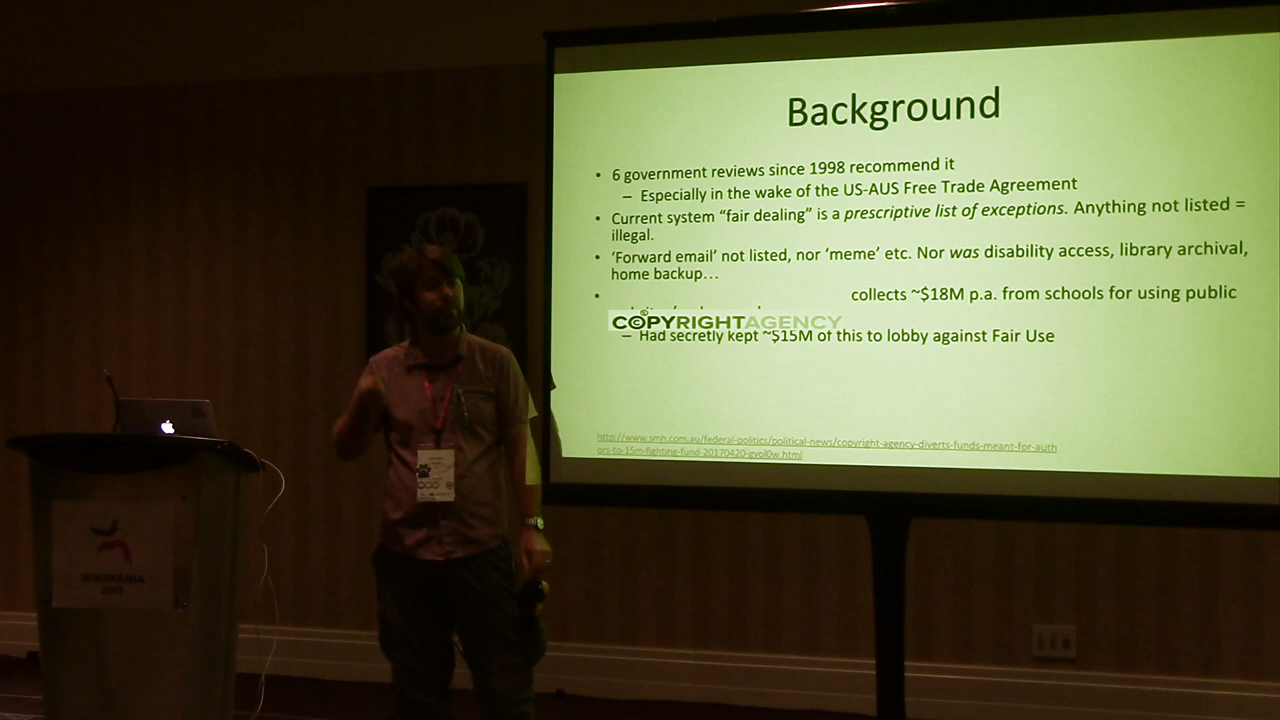 Background
• 6 government reviews since 1998 recommend it
– Especially in the wake of the US-AUS Free Trade Agreement
• Current system “fair dealing” is a prescriptive list of exceptions. Anything not listed =
illegal.
• ‘Forward email’ not listed, nor ‘meme’ etc. Nor was disability access, library archival,
home backup…
• collects ~$18M p.a. from schools for using public
COPYRIGHTAGENCY
– Had secretly kept ~$15M of this to lobby against Fair Use
http://www.smh.com.au/federal-politics/political-news/copyright-agency-diverts-funds-meant-for-auth
ors-to-15m-fighting-fund-20170420-gvol0w.html
WIKIMANIA
2017